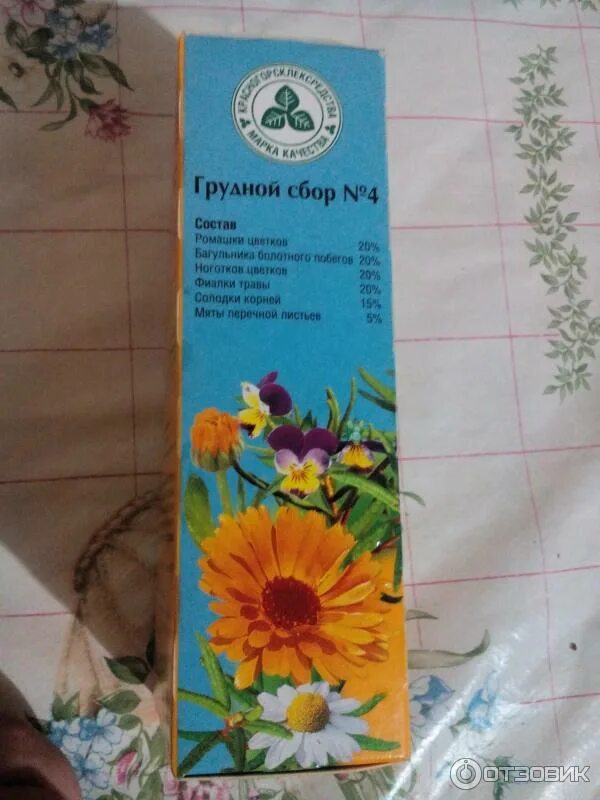 КРАСНОГОРСКЛЕКСРЕДСТВА
МАРКА КАЧЕСТВА
Грудной сбор №4
Состав
Ромашки цветков 20%
Багульника болотного побегов 20%
Ноготков цветков 20%
Фиалки травы 20%
Солодки корней 15%
Мяты перечной листьев 5%
ОТЗОВИК